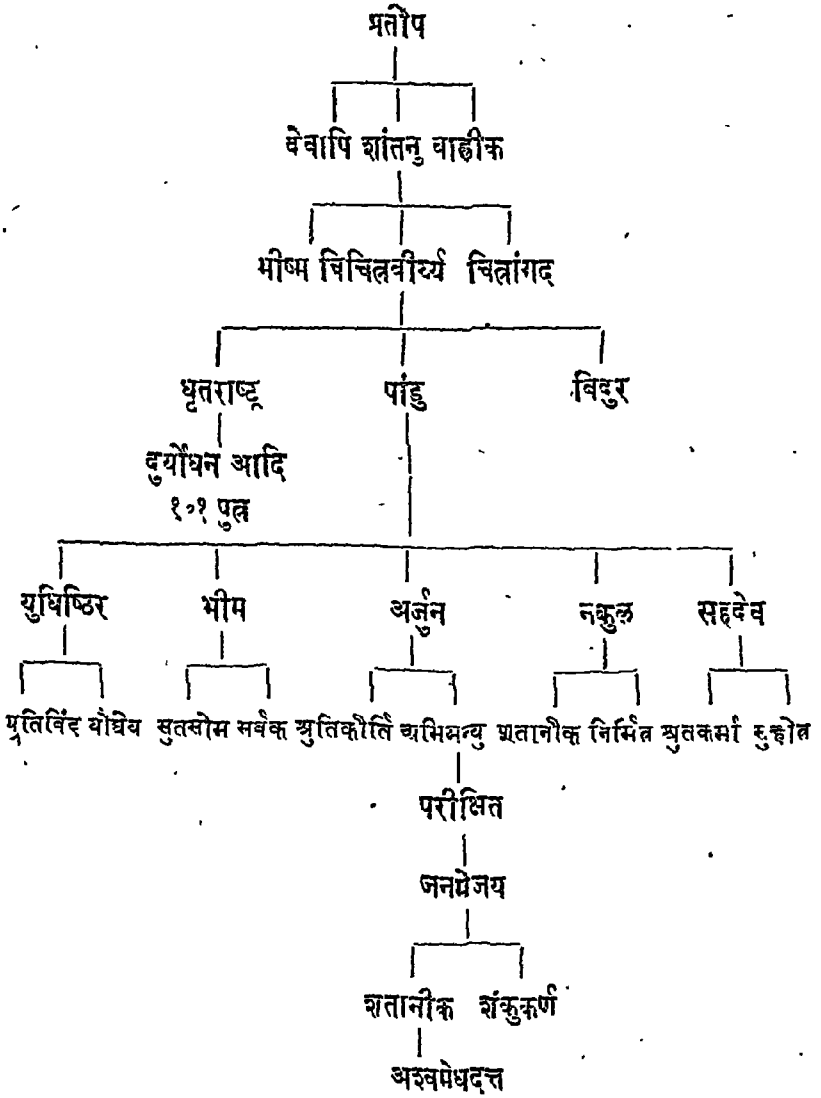 प्रतीप
देवापि शांतनु वाह्लीक
भीष्म विचित्रवीर्य्य चित्रांगद
धृतराष्ट्र पांडु विदुर
दुर्योधन आदि
१०१ पुत्र
युधिष्ठिर भीम अर्जुन नकुल सहदेव
प्रतिविंद यौधेय सुतसोम सर्वक श्रुतिकीर्ति अभिमन्यु शतानीक निर्मित्र श्रुतकर्मा सुहोत्र
परीक्षित
जनमेजय
शतानीक शंकुकर्ण
अश्वमेधदत्त